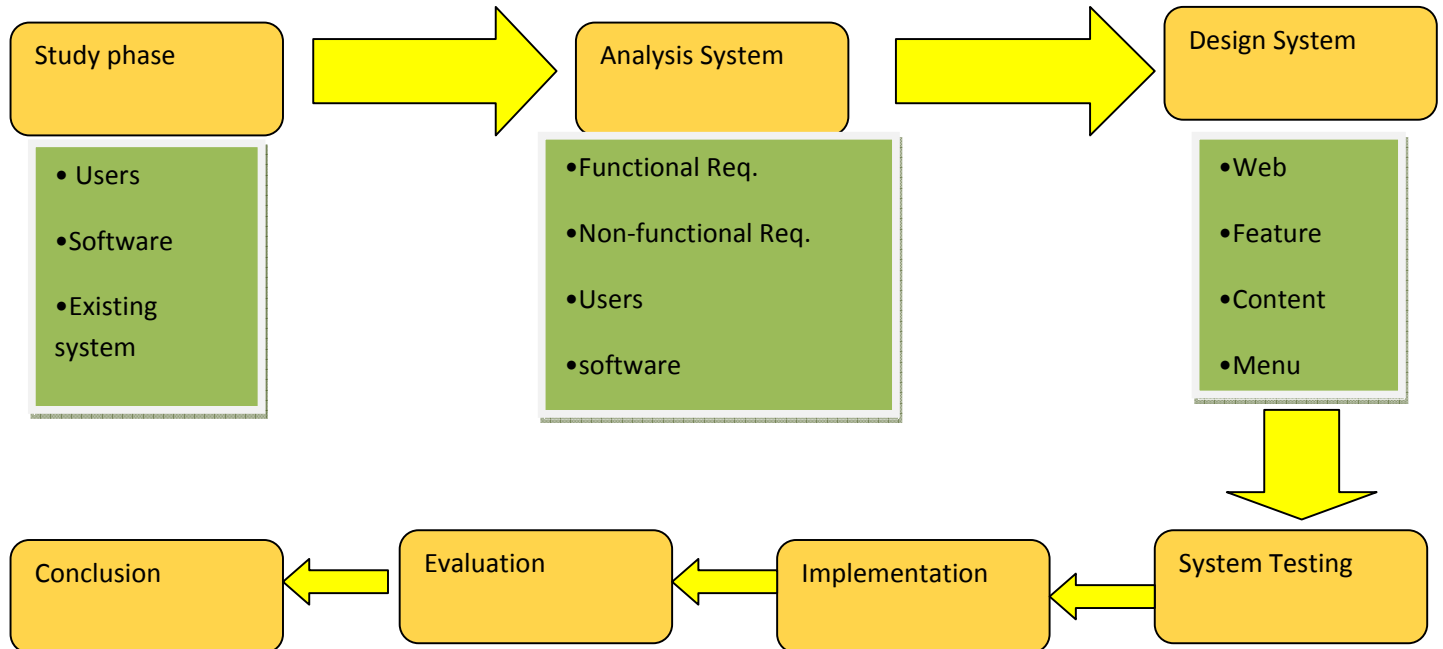 Study phase
Analysis System
Design System
• Users
•Software
•Existing
system
•Functional Req.
•Non-functional Req.
•Users
•software
•Web
•Feature
•Content
•Menu
System Testing
Implementation
Evaluation
Conclusion